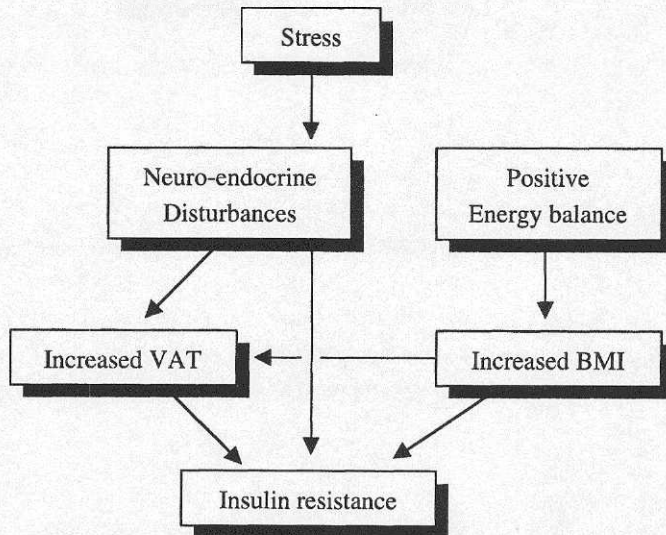 Stress
Neuro-endocrine
Disturbances
Positive
Energy balance
Increased VAT
Increased BMI
Insulin resistance